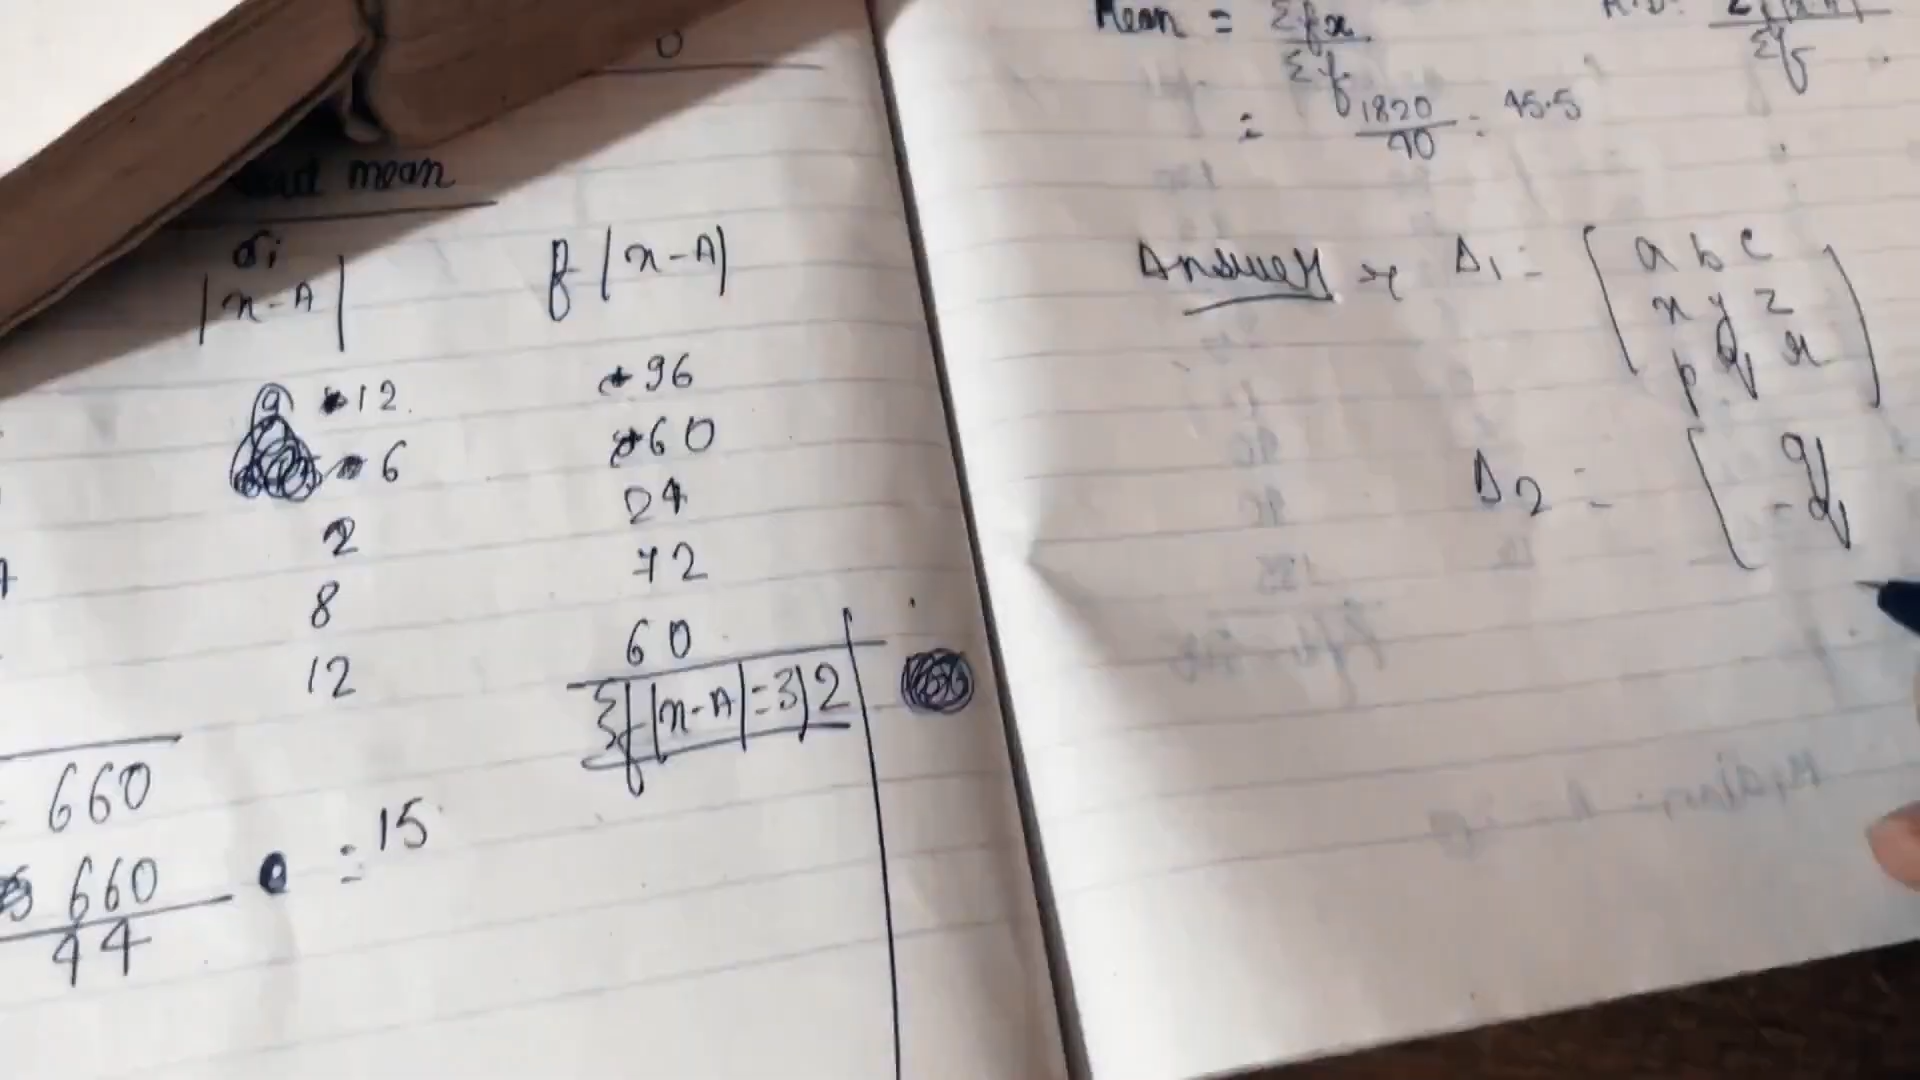 mean
|x-A|
f|x-A|
12
96
6
60
2
24
8
72
12
60
Σf|x-A|=312
= 660
660
44
= 15
Mean = Σfx
Σf
Σf
= 1820
40
= 45.5
Answer Δ1 = a b c
x y z
p q r
Δ2 = q
- q